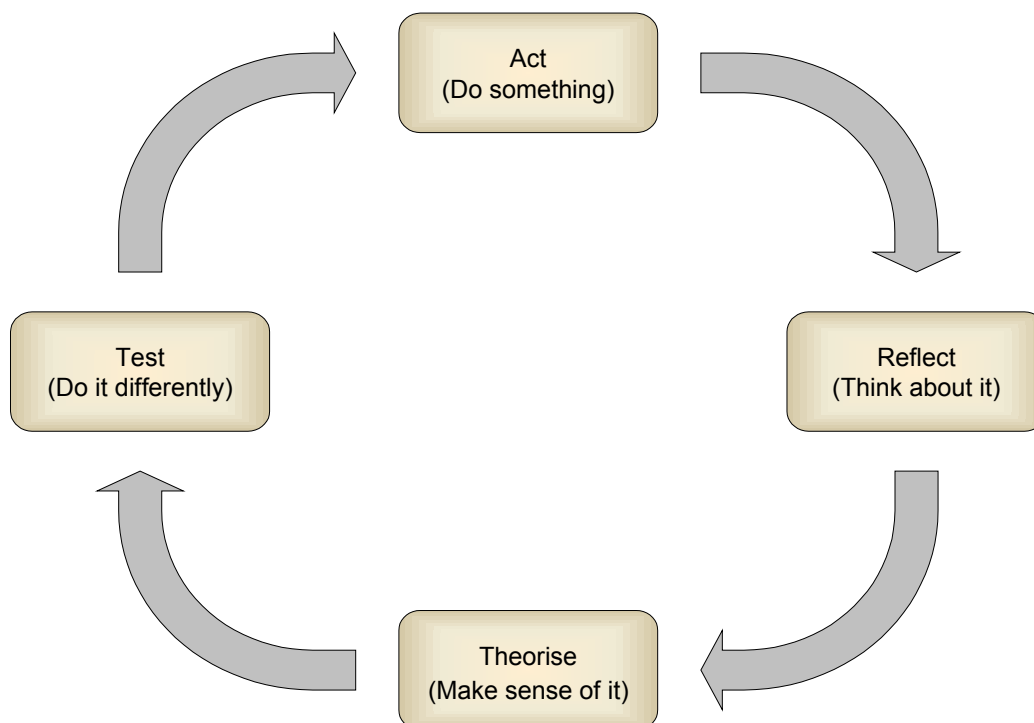 Act
(Do something)
Reflect
(Think about it)
Theorise
(Make sense of it)
Test
(Do it differently)